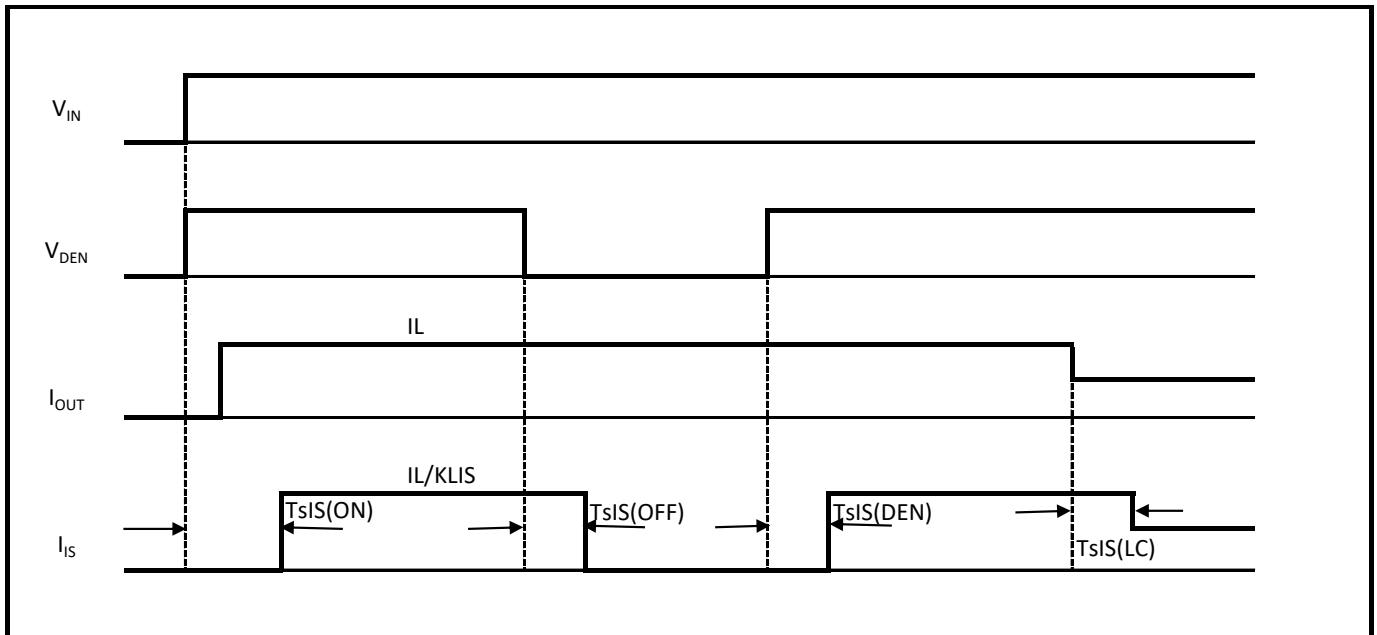 V_IN
V_DEN
IL
I_OUT
IL/KLIS
TsIS(ON)
TsIS(OFF)
TsIS(DEN)
I_IS
TsIS(LC)